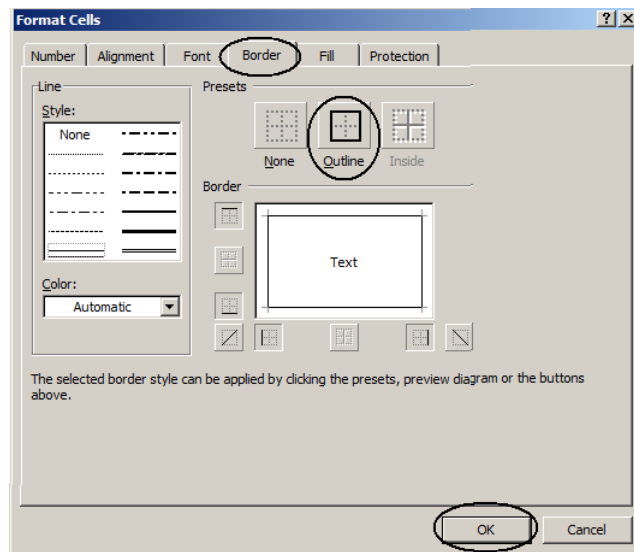 Format Cells ? X
Number Alignment Font Border Fill Protection
Line
Style:
None
Color:
Automatic
Presets
None Outline Inside
Border
Text
The selected border style can be applied by clicking the presets, preview diagram or the buttons
above.
OK Cancel